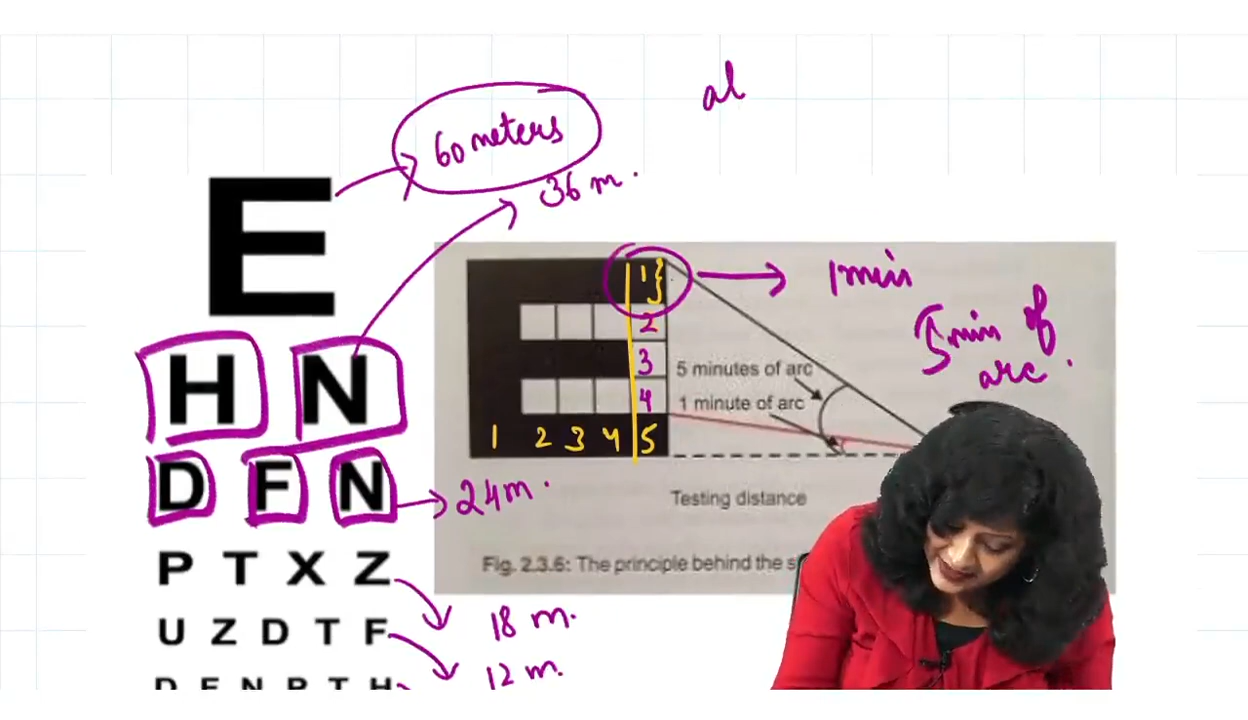 al
60 meters
36 m.
E
H N
D F N
24m.
P T X Z
18 m.
U Z D T F
12 m.
D F N P T H
1 }
2
3
4
1 2 3 4 5
1 min
5 min of
arc.
5 minutes of arc
1 minute of arc
Testing distance
Fig. 2.3.6: The principle behind the